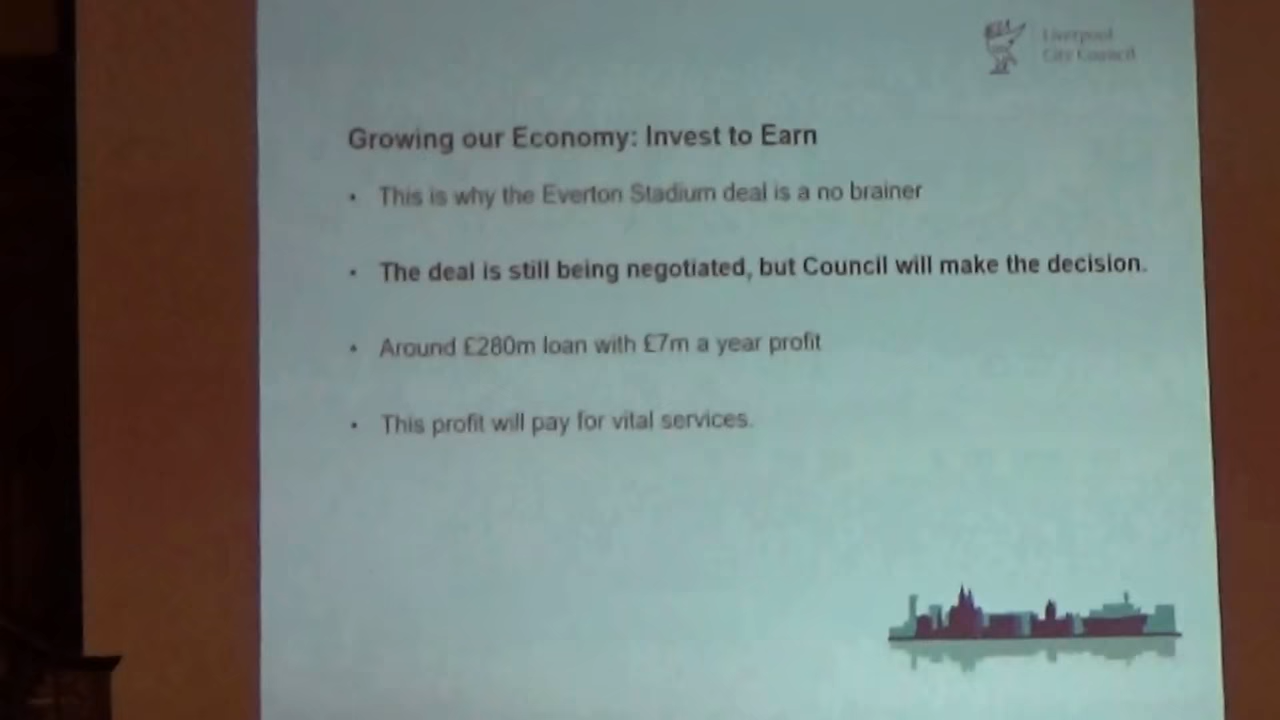 Liverpool
City Council
Growing our Economy: Invest to Earn
• This is why the Everton Stadium deal is a no brainer
• The deal is still being negotiated, but Council will make the decision.
• Around £280m loan with £7m a year profit
• This profit will pay for vital services.